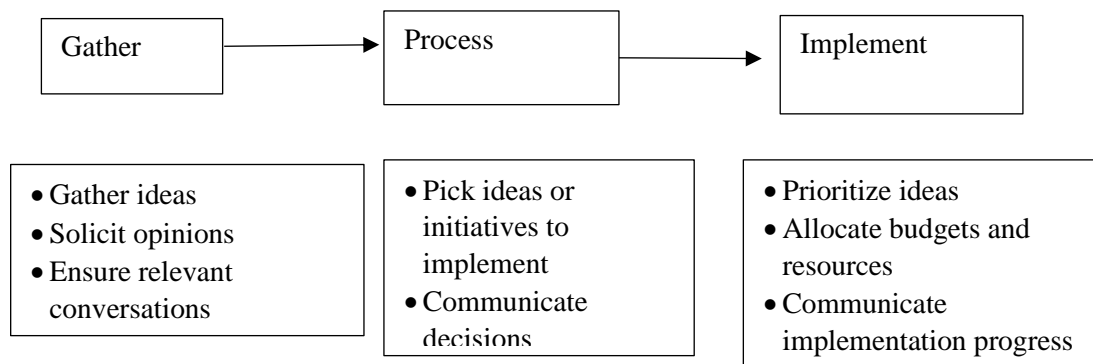 Gather
Process
Implement
• Gather ideas
• Solicit opinions
• Ensure relevant
conversations
• Pick ideas or
initiatives to
implement
• Communicate
decisions
• Prioritize ideas
• Allocate budgets and
resources
• Communicate
implementation progress